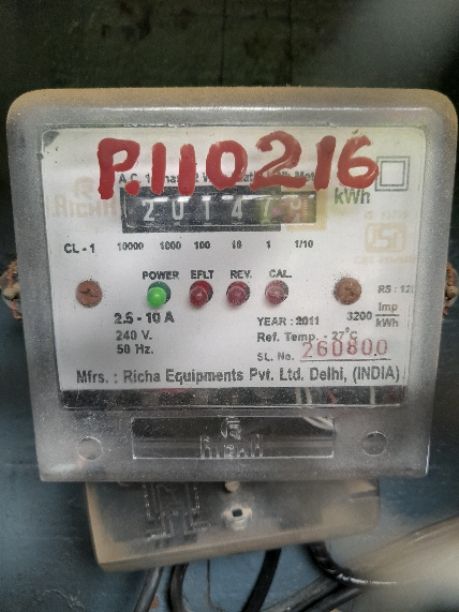 P.110216
kWh
CL - 1 10000 1000 100 10 1 1/10
POWER EFLT REV. CAL.
2.5 - 10 A
240 V.
50 Hz.
YEAR : 2011
3200 Imp/kWh
Ref. Temp. - 27°C
SL. No. 260800
Mfrs. : Richa Equipments Pvt. Ltd. Delhi, (INDIA)